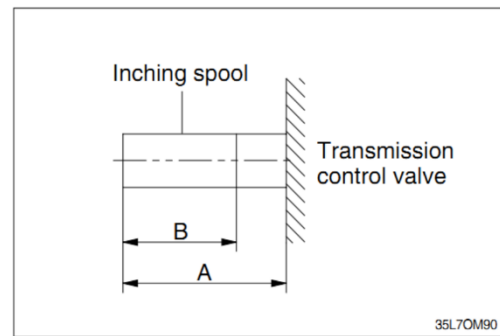 Inching spool
Transmission
control valve
B
A
35L7OM90